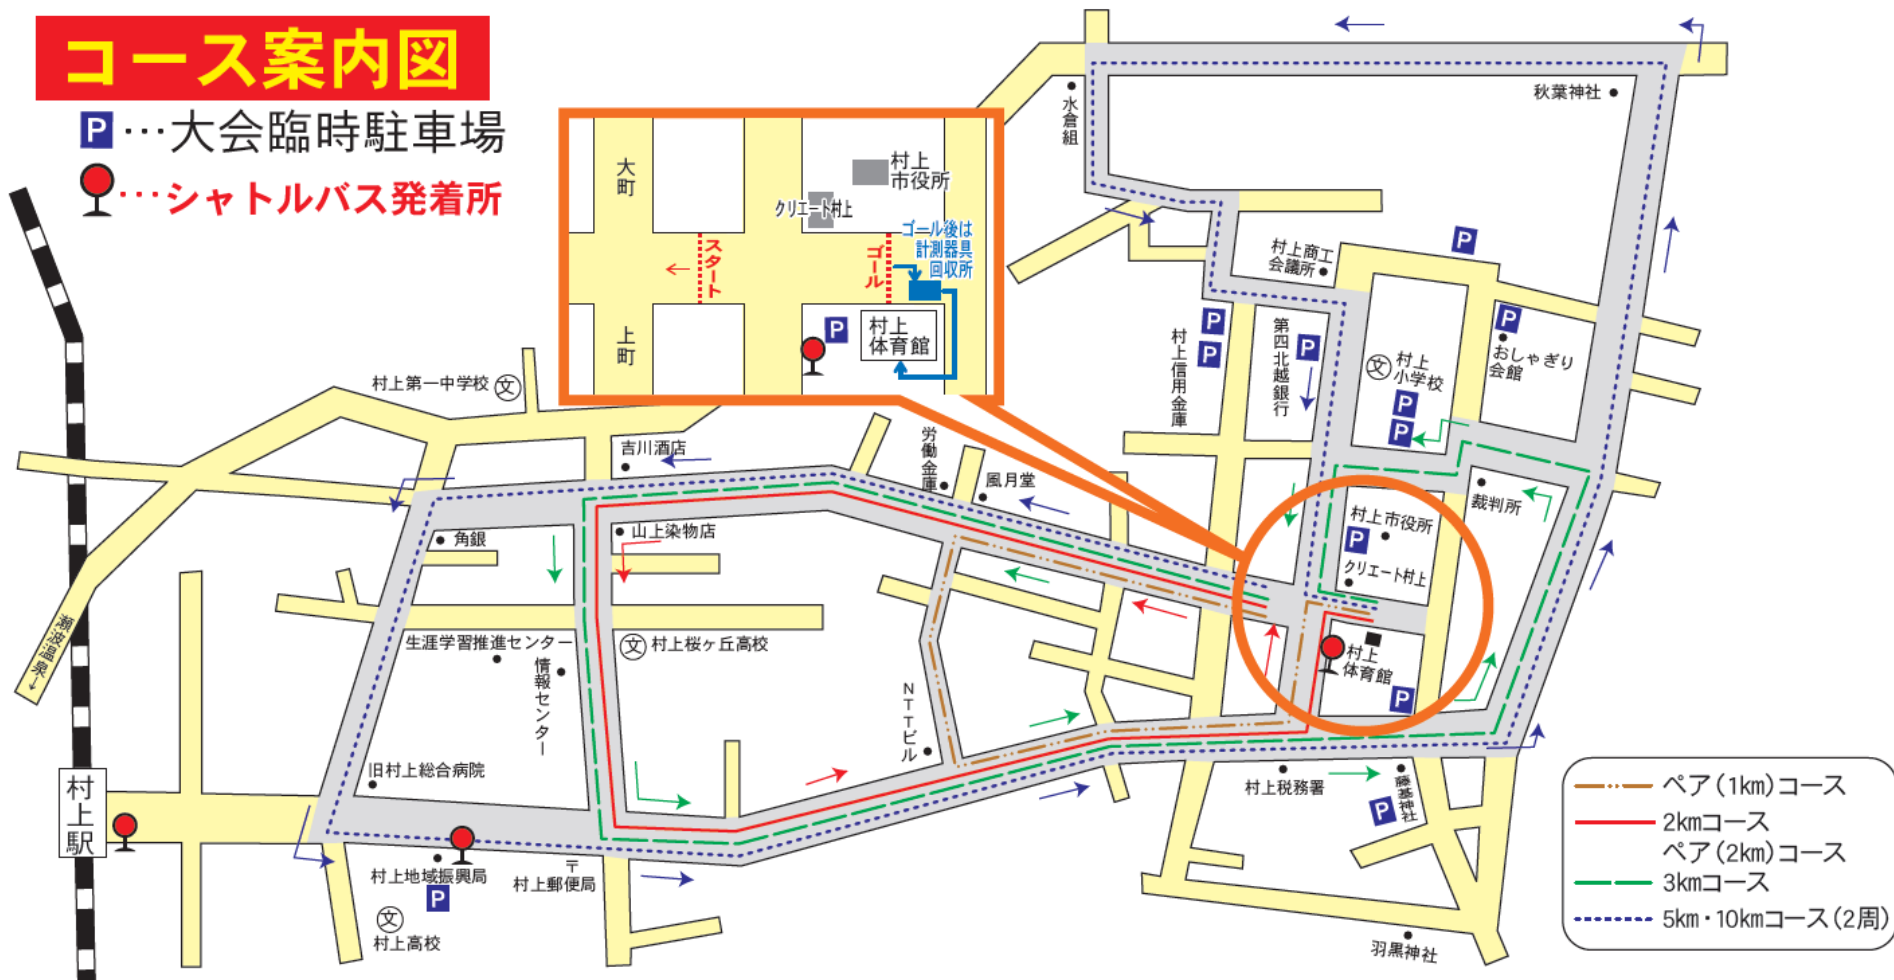 コース案内図
P…大会臨時駐車場
…シャトルバス発着所
大町
上町
村上
市役所
クリエート村上
スタート
ゴール
ゴール後は
計測器具
回収所
P
村上
体育館
水倉組
秋葉神社
村上商工
会議所
P
P
おしゃぎり
会館
村上信用金庫
P
P
第四北越銀行
P
文
村上
小学校
P
P
裁判所
村上第一中学校
文
吉川酒店
労働金庫
風月堂
角銀
山上染物店
村上市役所
P
クリエート村上
村上
体育館
P
瀬波温泉→
生涯学習推進センター
情報センター
文
村上桜ヶ丘高校
NTTビル
旧村上総合病院
村上駅
村上地域振興局
P
〒
村上郵便局
文
村上高校
村上税務署
藤基神社
P
羽黒神社
ペア(1km)コース
2kmコース
ペア(2km)コース
3kmコース
5km・10kmコース(2周)